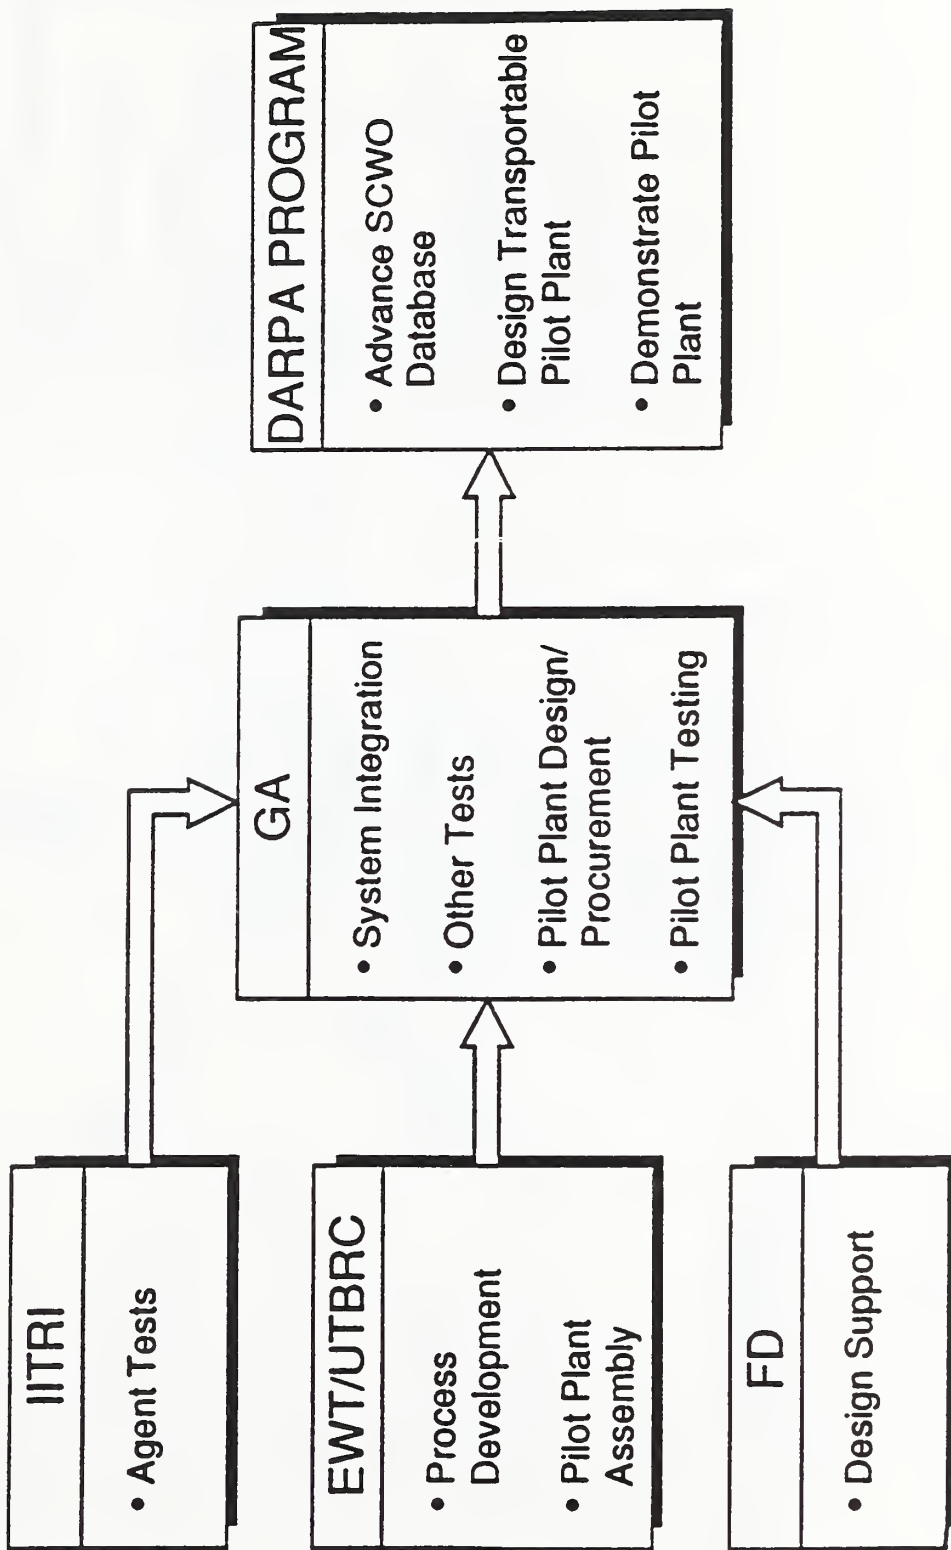 IITRI
• Agent Tests
EWT/UTBRC
• Process
Development
• Pilot Plant
Assembly
FD
• Design Support
GA
• System Integration
• Other Tests
• Pilot Plant Design/
Procurement
• Pilot Plant Testing
DARPA PROGRAM
• Advance SCWO
Database
• Design Transportable
Pilot Plant
• Demonstrate Pilot
Plant